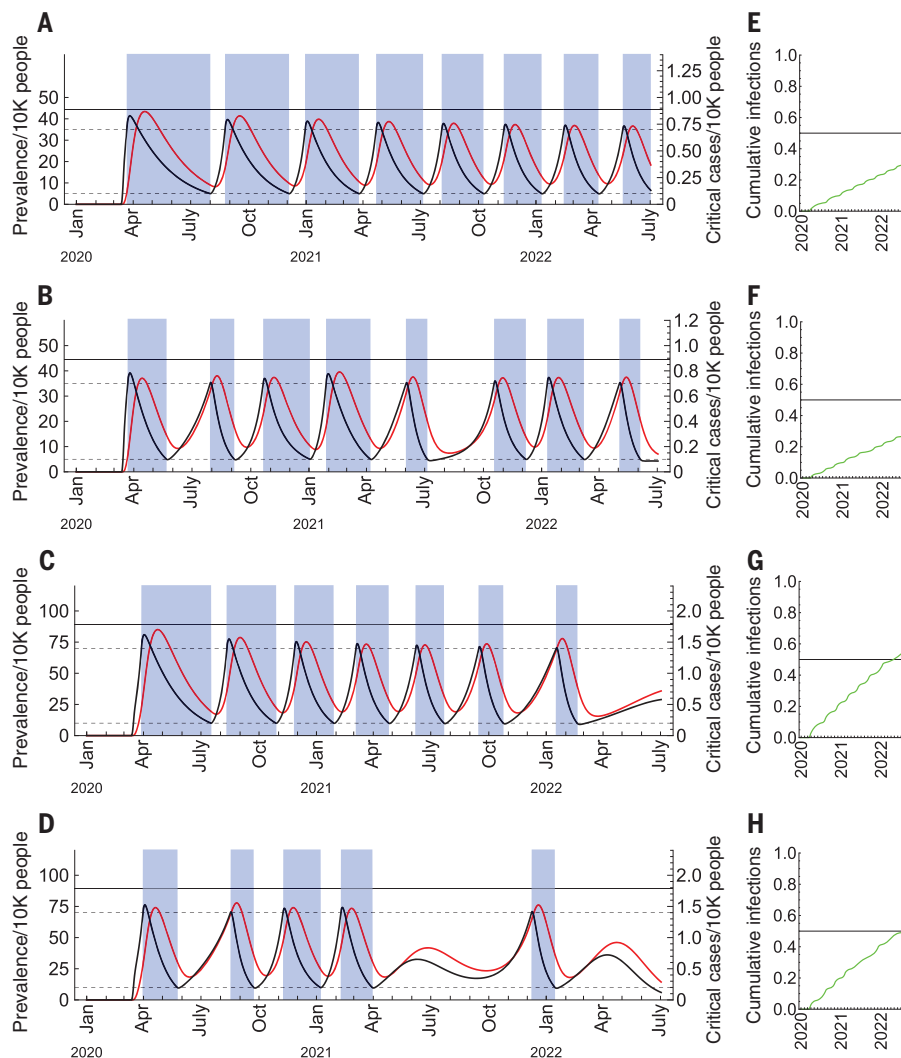 A
Prevalence/10K people
50
40
30
20
10
0
1.25
1.00
0.75
0.50
0.25
0
Critical cases/10K people
Jan
Apr
July
Oct
Jan
Apr
July
Oct
Jan
Apr
July
2020
2021
2022
E
Cumulative infections
1.0
0.8
0.6
0.4
0.2
0.0
2020
2021
2022
B
Prevalence/10K people
50
40
30
20
10
0
1.2
1.0
0.8
0.6
0.4
0.2
0
Critical cases/10K people
Jan
Apr
July
Oct
Jan
Apr
July
Oct
Jan
Apr
July
2020
2021
2022
F
Cumulative infections
1.0
0.8
0.6
0.4
0.2
0.0
2020
2021
2022
C
Prevalence/10K people
100
75
50
25
0
2.0
1.5
1.0
0.5
0
Critical cases/10K people
Jan
Apr
July
Oct
Jan
Apr
July
Oct
Jan
Apr
July
2020
2021
2022
G
Cumulative infections
1.0
0.8
0.6
0.4
0.2
0.0
2020
2021
2022
D
Prevalence/10K people
100
75
50
25
0
2.0
1.5
1.0
0.5
0
Critical cases/10K people
Jan
Apr
July
Oct
Jan
Apr
July
Oct
Jan
Apr
July
2020
2021
2022
H
Cumulative infections
1.0
0.8
0.6
0.4
0.2
0.0
2020
2021
2022